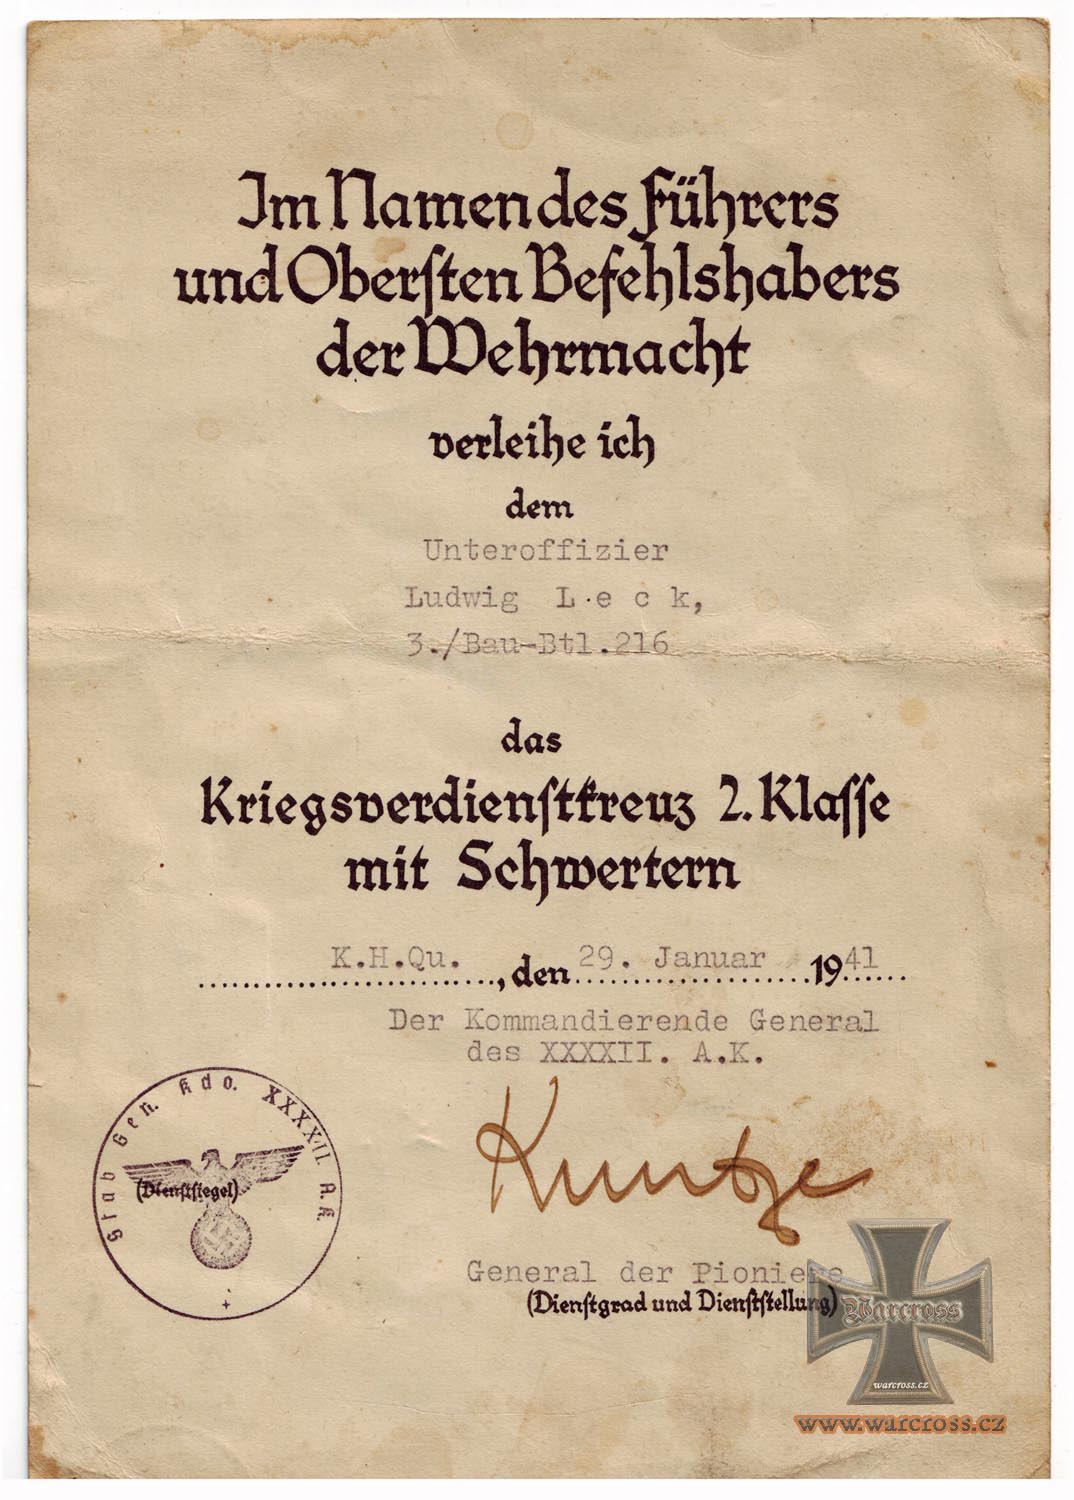 Im Namen des Führers
und Obersten Befehlshabers
der Wehrmacht
verleihe ich
dem
Unteroffizier
Ludwig L e c k,
3./Bau-Btl.216
das
Kriegsverdienstkreuz 2. Klasse
mit Schwertern
K.H.Qu. , den 29. Januar 1941
Der Kommandierende General
des XXXXII. A.K.
Stab Gen. Kdo. XXXXII. A.K.
(Dienstsiegel)
Kuntze
General der Pioniere
(Dienstgrad und Dienststellung)
Warcross
warcross.cz
www.warcross.cz